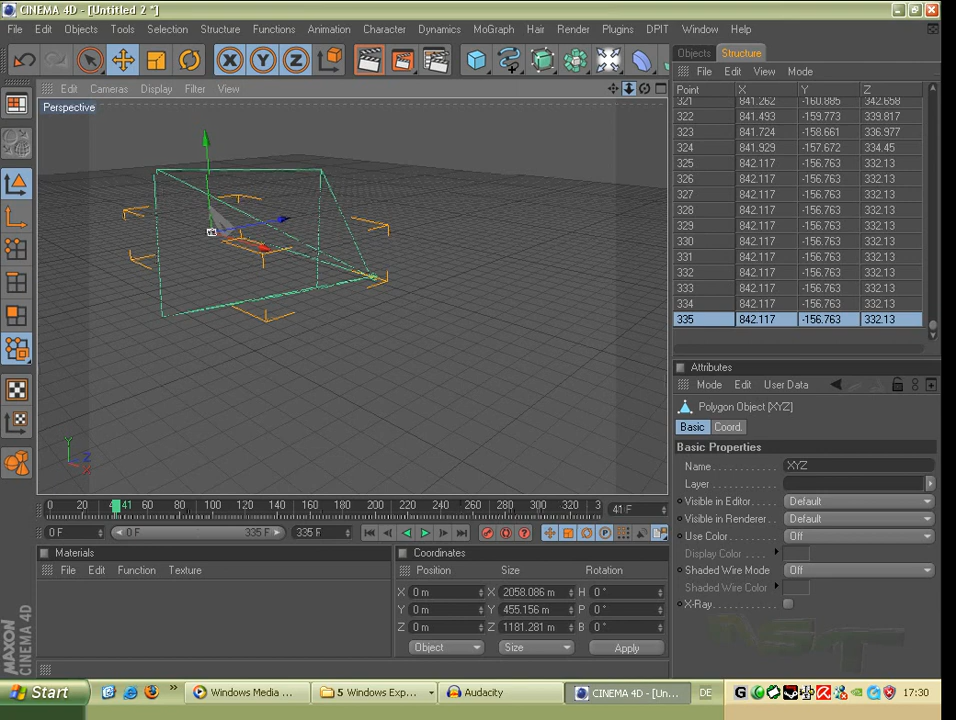 CINEMA 4D - [Untitled 2 *]
File Edit Objects Tools Selection Structure Functions Animation Character Dynamics MoGraph Hair Render Plugins DPIT Window Help
X Y Z
Objects Structure
File Edit View Mode
Edit Cameras Display Filter View
Perspective
Point X Y Z
321 841.262 -160.885 342.658
322 841.493 -159.773 339.817
323 841.724 -158.661 336.977
324 841.929 -157.672 334.45
325 842.117 -156.763 332.13
326 842.117 -156.763 332.13
327 842.117 -156.763 332.13
328 842.117 -156.763 332.13
329 842.117 -156.763 332.13
330 842.117 -156.763 332.13
331 842.117 -156.763 332.13
332 842.117 -156.763 332.13
333 842.117 -156.763 332.13
334 842.117 -156.763 332.13
335 842.117 -156.763 332.13
Attributes
Mode Edit User Data
Polygon Object [XYZ]
Basic Coord.
Basic Properties
Name XYZ
Layer
Visible in Editor Default
Visible in Renderer Default
Use Color Off
Display Color
Shaded Wire Mode Off
Shaded Wire Color
X-Ray
Y
Z
X
0 20 41 60 80 100 120 140 160 180 200 220 240 260 280 300 320 3
41 F
0 F 0 F 335 F 335 F
Materials
File Edit Function Texture
Coordinates
Position Size Rotation
X 0 m X 2058.086 m H 0 °
Y 0 m Y 455.156 m P 0 °
Z 0 m Z 1181.281 m B 0 °
Object Size Apply
MAXON
CINEMA 4D
Start Windows Media ... 5 Windows Exp... Audacity CINEMA 4D - [Un... DE 17:30